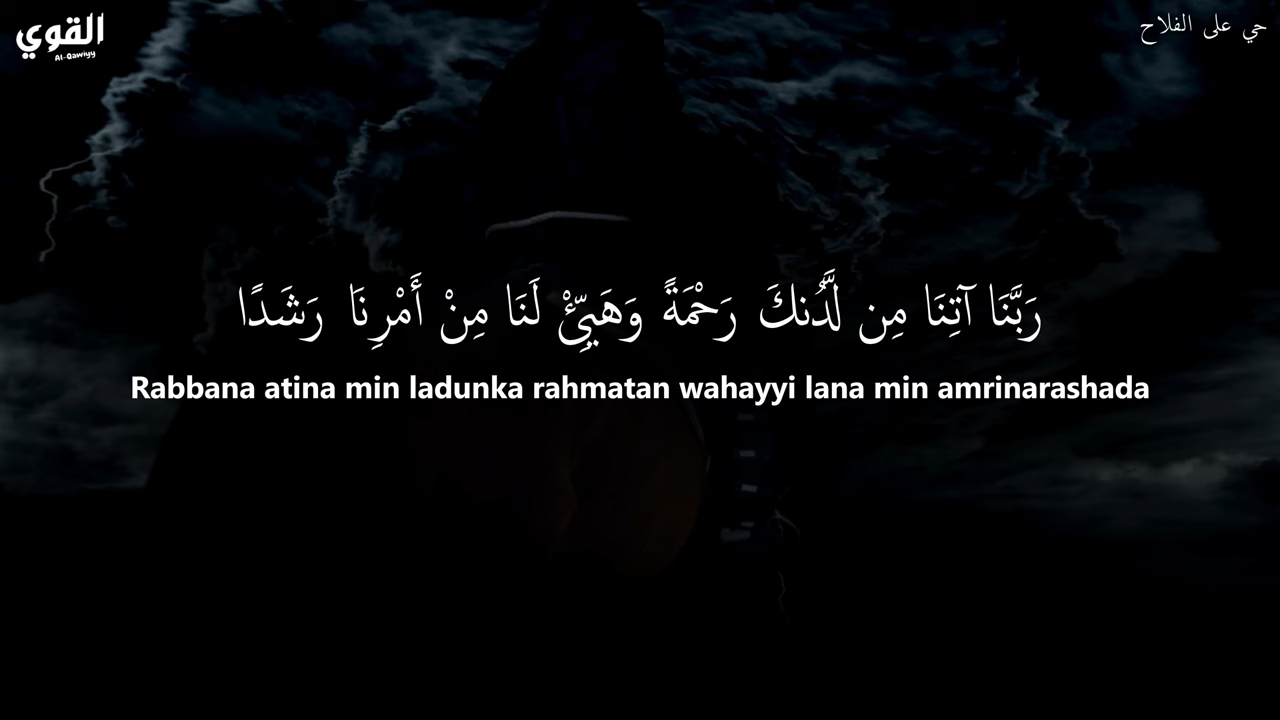 القوي
Al-Qawiyy
حي على الفلاح
رَبَّنَا آتِنَا مِن لَّدُنكَ رَحْمَةً وَهَيِّئْ لَنَا مِنْ أَمْرِنَا رَشَدًا
Rabbana atina min ladunka rahmatan wahayyi lana min amrinarashada